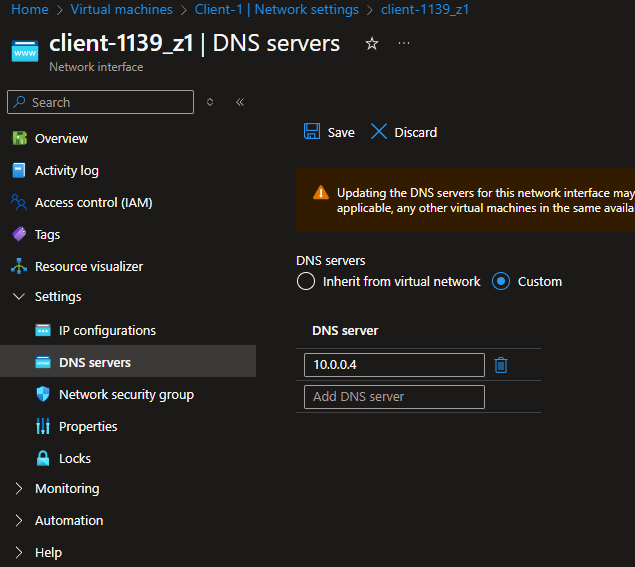 Home > Virtual machines > Client-1 | Network settings > client-1139_z1
client-1139_z1 | DNS servers ☆ ...
www
Network interface
Search
Save Discard
Overview
Activity log
Access control (IAM)
Tags
Resource visualizer
Settings
IP configurations
DNS servers
Network security group
Properties
Locks
Monitoring
Automation
Help
Updating the DNS servers for this network interface may
applicable, any other virtual machines in the same availa
DNS servers
Inherit from virtual network Custom
DNS server
10.0.0.4
Add DNS server